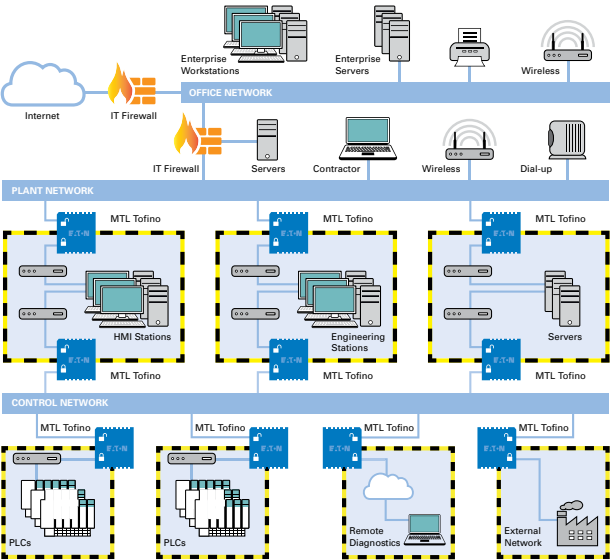 Enterprise
Workstations
Enterprise
Servers
Wireless
OFFICE NETWORK
Internet
IT Firewall
IT Firewall
Servers
Contractor
Wireless
Dial-up
PLANT NETWORK
MTL Tofino
MTL Tofino
MTL Tofino
E·T·N
E·T·N
E·T·N
HMI Stations
Engineering
Stations
Servers
E·T·N
E·T·N
E·T·N
MTL Tofino
MTL Tofino
MTL Tofino
CONTROL NETWORK
MTL Tofino
MTL Tofino
MTL Tofino
MTL Tofino
E·T·N
E·T·N
E·T·N
E·T·N
PLCs
PLCs
Remote
Diagnostics
External
Network